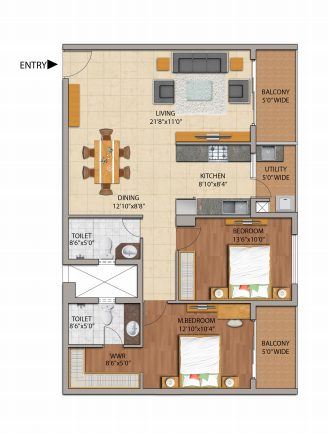 ENTRY
LIVING
21'8"x11'0"
BALCONY
5'0"WIDE
KITCHEN
8'10"x8'4"
UTILITY
5'0"WIDE
DINING
12'10"x8'8"
TOILET
8'6"x5'0"
BEDROOM
13'6"x10'0"
TOILET
8'6"x5'0"
M.BEDROOM
12'10"x10'4"
BALCONY
5'0"WIDE
WWR
8'6"x5'0"